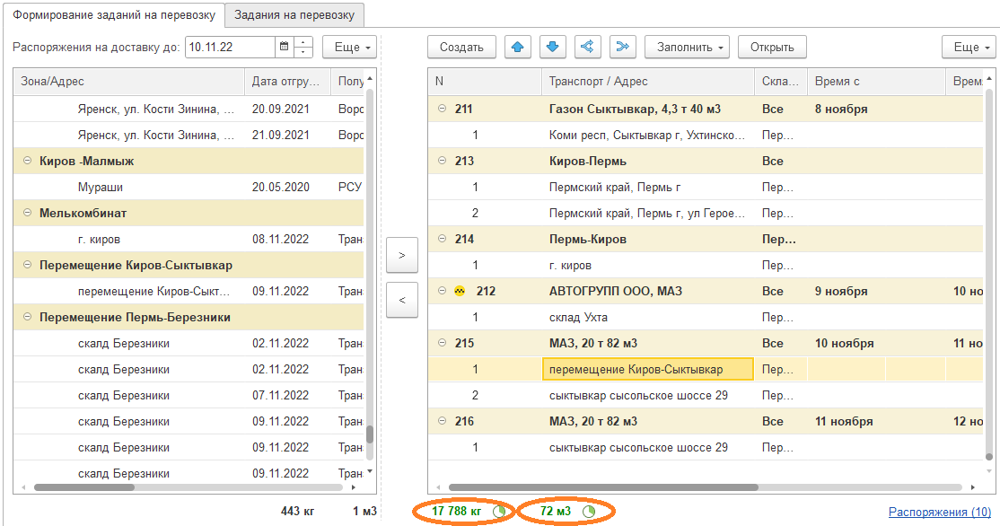 Формирование заданий на перевозку Задания на перевозку
Распоряжения на доставку до: 10.11.22 Еще
Создать Заполнить Открыть Еще
Зона/Адрес Дата отгру... Полу
Яренск, ул. Кости Зинина, ... 20.09.2021 Воро
Яренск, ул. Кости Зинина, ... 21.09.2021 Воро
Киров -Малмыж
Мураши 20.05.2020 РСУ
Мелькомбинат
г. киров 08.11.2022 Тран
Перемещение Киров-Сыктывкар
перемещение Киров-Сыкт... 09.11.2022 Тран
Перемещение Пермь-Березники
скалд Березники 02.11.2022 Тран
скалд Березники 02.11.2022 Тран
скалд Березники 07.11.2022 Тран
скалд Березники 09.11.2022 Тран
скалд Березники 09.11.2022 Тран
скалд Березники 09.11.2022 Тран
443 кг 1 м3
>
<
N Транспорт / Адрес Скла... Время с Врем
211 Газон Сыктывкар, 4,3 т 40 м3 Все 8 ноября
1 Коми респ, Сыктывкар г, Ухтинско... Пер...
213 Киров-Пермь Все
1 Пермский край, Пермь г Пер...
2 Пермский край, Пермь г, ул Герое... Пер...
214 Пермь-Киров Пер...
1 г. киров Пер...
212 АВТОГРУПП ООО, МАЗ Все 9 ноября 10 но
1 склад Ухта Пер...
215 МАЗ, 20 т 82 м3 Все 10 ноября 11 но
1 перемещение Киров-Сыктывкар Пер...
2 сыктывкар сысольское шоссе 29 Пер...
216 МАЗ, 20 т 82 м3 Все 11 ноября 12 но
1 сыктывкар сысольское шоссе 29 Пер...
17 788 кг 72 м3 Распоряжения (10)